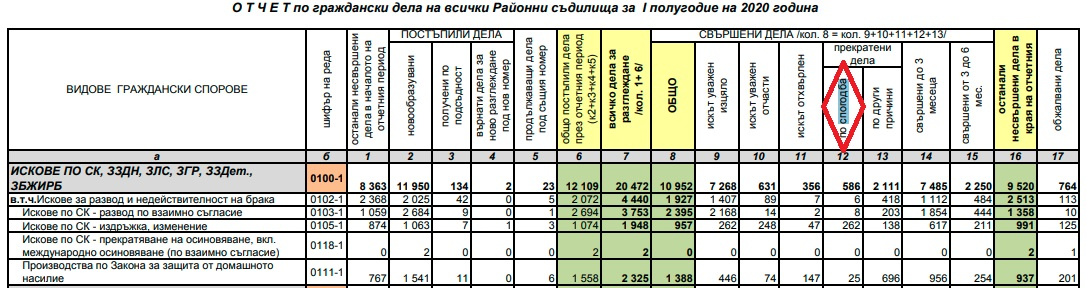 О Т Ч Е Т по граждански дела на всички Районни съдилища за I полугодие на 2020 година
ВИДОВЕ ГРАЖДАНСКИ СПОРОВЕ
шифър на реда
останали несвършени дела в началото на отчетния период
ПОСТЪПИЛИ ДЕЛА
новообразувани
получени по подсъдност
върнати дела за ново разглеждане под нов номер
продължаващи дела под същия номер
общо постъпили дела през отчетния период (к2+к3+к4+к5)
всичко дела за разглеждане /кол. 1+ 6/
СВЪРШЕНИ ДЕЛА /кол. 8 = кол. 9+10+11+12+13/
ОБЩО
искът уважен изцяло
искът уважен отчасти
искът отхвърлен
прекратени дела
по спогодба
по други причини
свършени до 3 месеца
свършени от 3 до 6 мес.
останали несвършени дела в края на отчетния период
обжалвани дела
а б 1 2 3 4 5 6 7 8 9 10 11 12 13 14 15 16 17
ИСКОВЕ ПО СК, ЗЗДН, ЗЛС, ЗГР, ЗЗДет., ЗБЖИРБ 0100-1 8 363 11 950 134 2 23 12 109 20 472 10 952 7 268 631 356 586 2 111 7 485 2 250 9 520 764
в.т.ч.Искове за развод и недействителност на брака 0102-1 2 368 2 025 42 0 5 2 072 4 440 1 927 1 407 89 7 6 418 1 112 484 2 513 113
Искове по СК - развод по взаимно съгласие 0103-1 1 059 2 684 9 0 1 2 694 3 753 2 395 2 168 14 2 8 203 1 854 444 1 358 10
Искове по СК - издръжка, изменение 0105-1 874 1 063 7 1 3 1 074 1 948 957 262 248 47 262 138 617 211 991 125
Искове по СК - прекратяване на осиновяване, вкл. международно осиновяване (по взаимно съгласие) 0118-1 0 2 0 0 0 2 2 0 0 0 0 0 0 0 0 2 1
Производства по Закона за защита от домашното насилие 0111-1 767 1 541 11 0 6 1 558 2 325 1 388 446 74 147 25 696 956 254 937 201